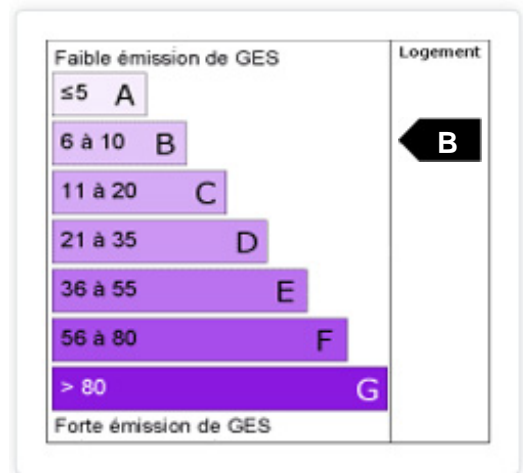 Faible émission de GES
Logement
≤5 A
6 à 10 B
B
11 à 20 C
21 à 35 D
36 à 55 E
56 à 80 F
> 80 G
Forte émission de GES